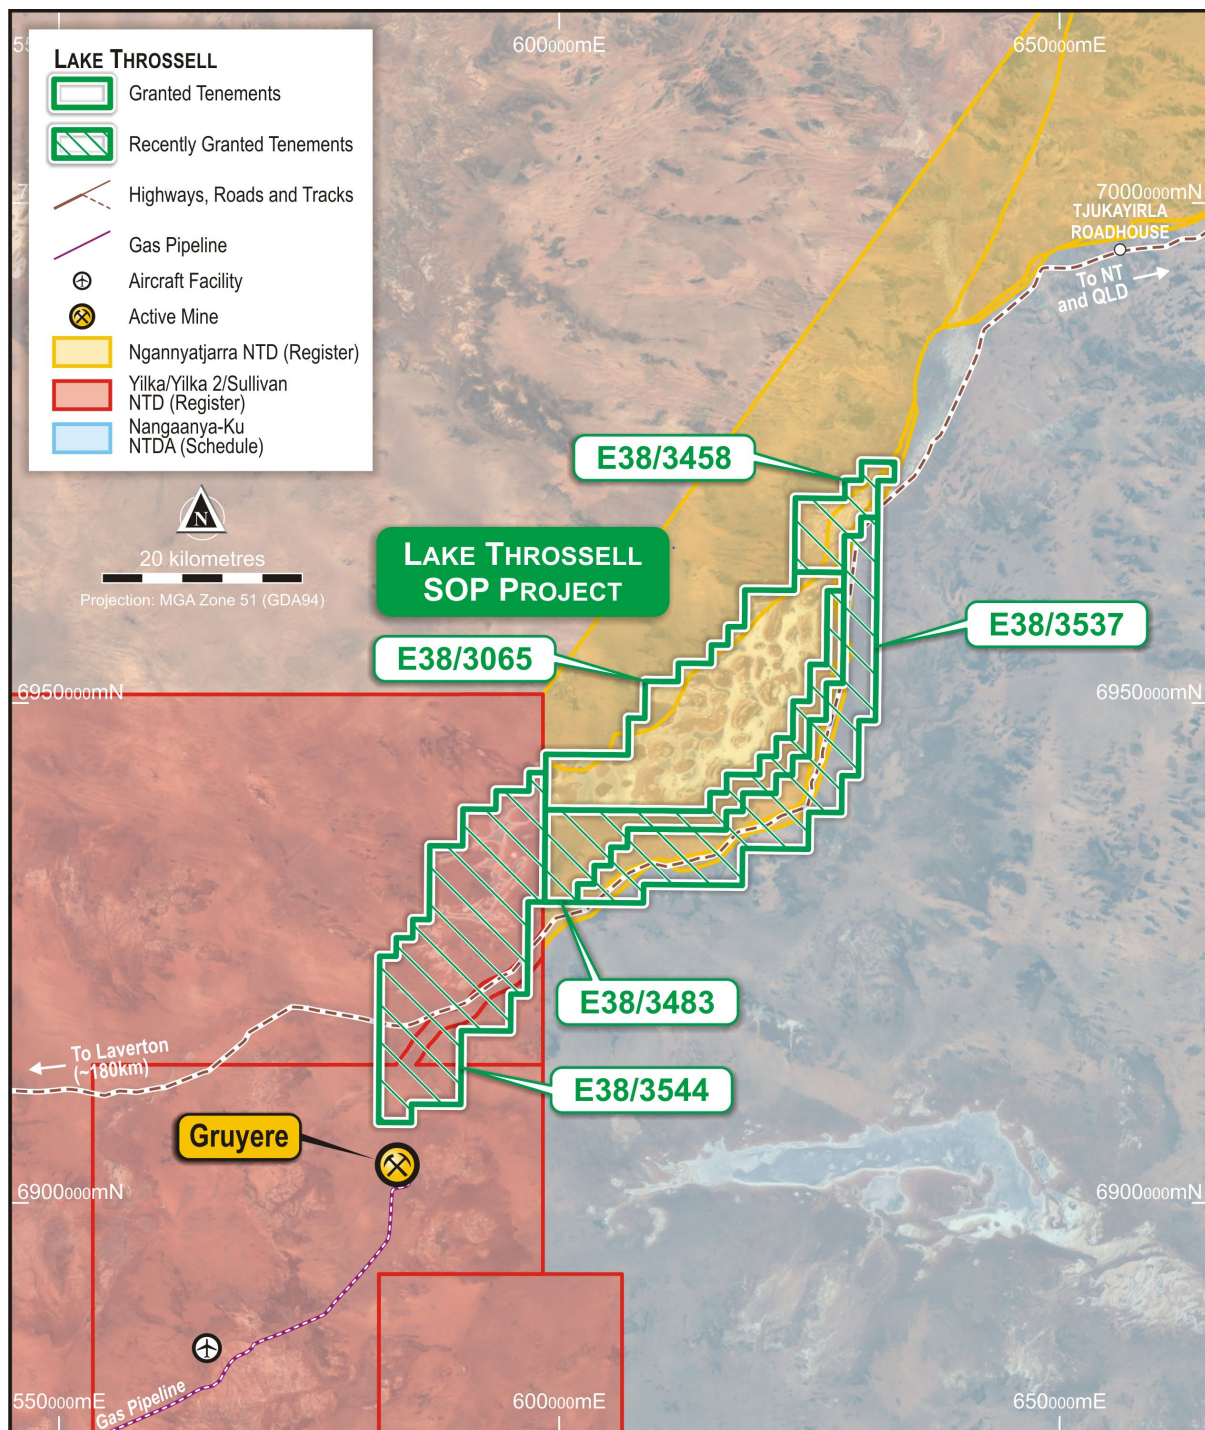 LAKE THROSSELL
Granted Tenements
Recently Granted Tenements
Highways, Roads and Tracks
Gas Pipeline
Aircraft Facility
Active Mine
Ngannyatjarra NTD (Register)
Yilka/Yilka 2/Sullivan
NTD (Register)
Nangaanya-Ku
NTDA (Schedule)
600000mE
650000mE
7000000mN
TJUKAYIRLA
ROADHOUSE
To NT
and QLD
N
20 kilometres
Projection: MGA Zone 51 (GDA94)
E38/3458
LAKE THROSSELL
SOP PROJECT
E38/3537
E38/3065
6950000mN
6950000mN
E38/3483
To Laverton
(~180km)
E38/3544
Gruyere
6900000mN
6900000mN
Gas Pipeline
550000mE
600000mE
650000mE